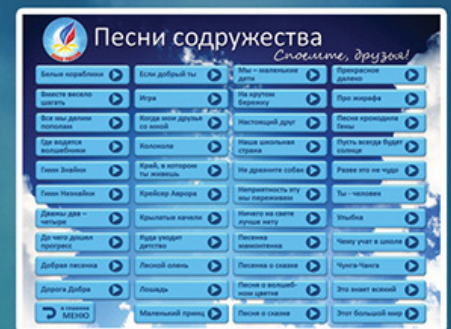 Песни содружества
Споемте, друзья!
Белые кораблики
Вместе весело
шагать
Все мы делим
пополам
Где водятся
волшебники
Гимн Знайки
Гимн Незнайки
Дважды два –
четыре
До чего дошел
прогресс
Добрая песенка
Дорога Добра
в главное
МЕНЮ
Если добрый ты
Игра
Когда мои друзья
со мной
Колокола
Край, в котором
ты живешь
Крейсер Аврора
Крылатые качели
Куда уходит
детство
Лесной олень
Лошадь
Маленький принц
Мы – маленькие
дети
На крутом
бережку
Настоящий друг
Наша школьная
страна
Не дразните собак
Неприятность эту
мы переживем
Ничего на свете
лучше нету
Песенка
мамонтенка
Песенка о сказке
Песня о волшеб-
ном цветке
Песня о сказке
Прекрасное
далеко
Про жирафа
Песня крокодила
Гены
Пусть всегда будет
солнце
Разве это не чудо
Ты - человек
Улыбка
Чему учат в школе
Чунга-Чанга
Это знает всякий
Этот большой мир